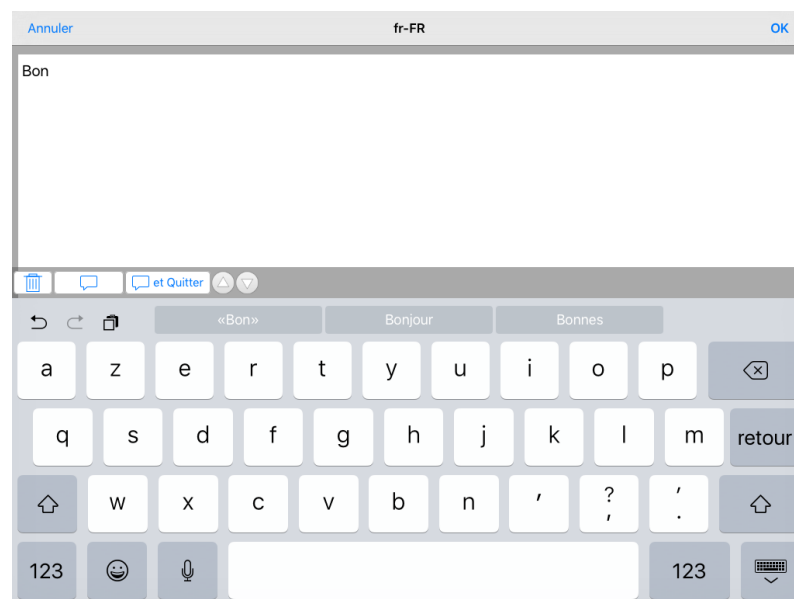 Annuler fr-FR OK
Bon
et Quitter
«Bon» Bonjour Bonnes
a z e r t y u i o p
q s d f g h j k l m retour
w x c v b n ' ? , ' .
123 123